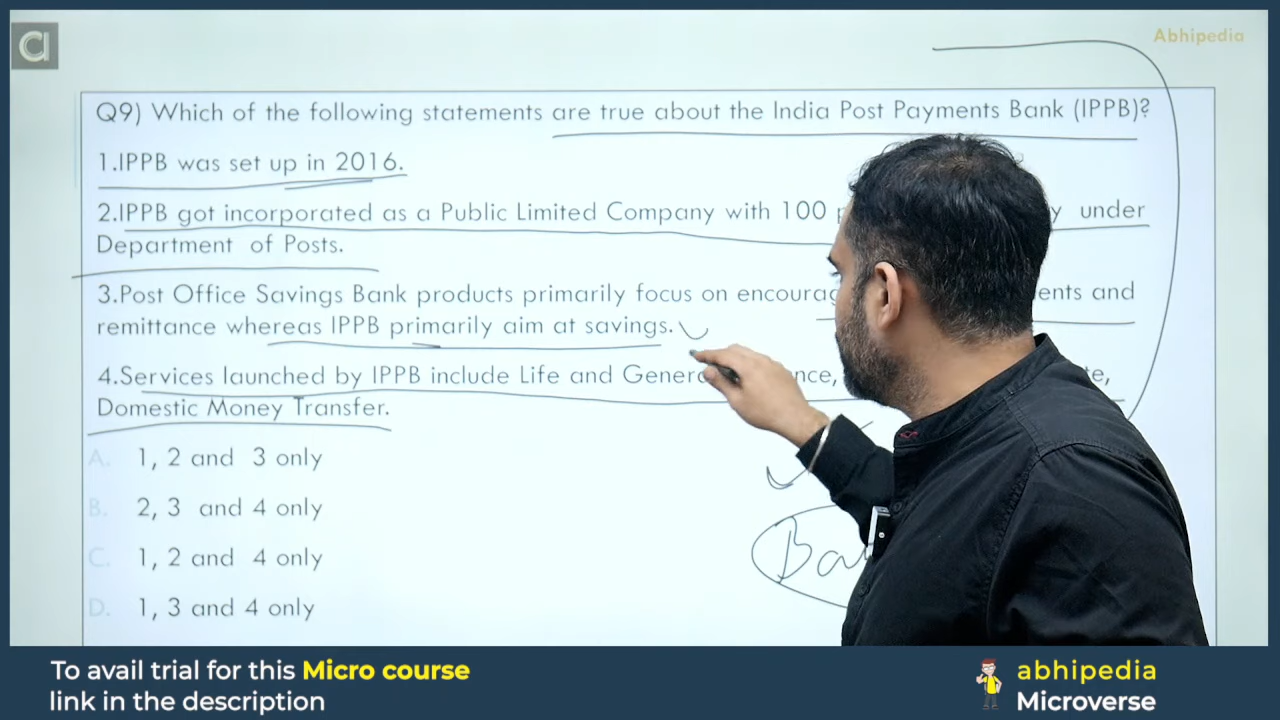 Abhipedia
Q9) Which of the following statements are true about the India Post Payments Bank (IPPB)?
1.IPPB was set up in 2016.
2.IPPB got incorporated as a Public Limited Company with 100 under
Department of Posts.
3.Post Office Savings Bank products primarily focus on and
remittance whereas IPPB primarily aim at savings.
4.Services launched by IPPB include Life and
Domestic Money Transfer.
A. 1, 2 and 3 only
B. 2, 3 and 4 only
C. 1, 2 and 4 only
D. 1, 3 and 4 only
To avail trial for this Micro course
link in the description
abhipedia
Microverse